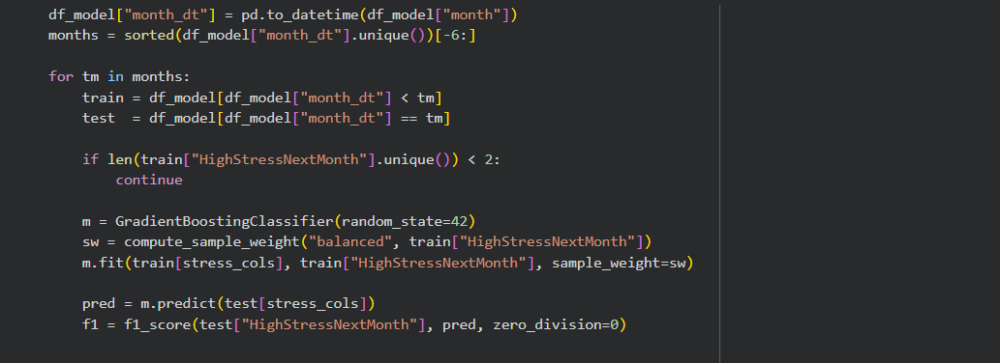 df_model["month_dt"] = pd.to_datetime(df_model["month"])
months = sorted(df_model["month_dt"].unique())[-6:]
for tm in months:
    train = df_model[df_model["month_dt"] < tm]
    test  = df_model[df_model["month_dt"] == tm]
    if len(train["HighStressNextMonth"].unique()) < 2:
        continue
    m = GradientBoostingClassifier(random_state=42)
    sw = compute_sample_weight("balanced", train["HighStressNextMonth"])
    m.fit(train[stress_cols], train["HighStressNextMonth"], sample_weight=sw)
    pred = m.predict(test[stress_cols])
    f1 = f1_score(test["HighStressNextMonth"], pred, zero_division=0)